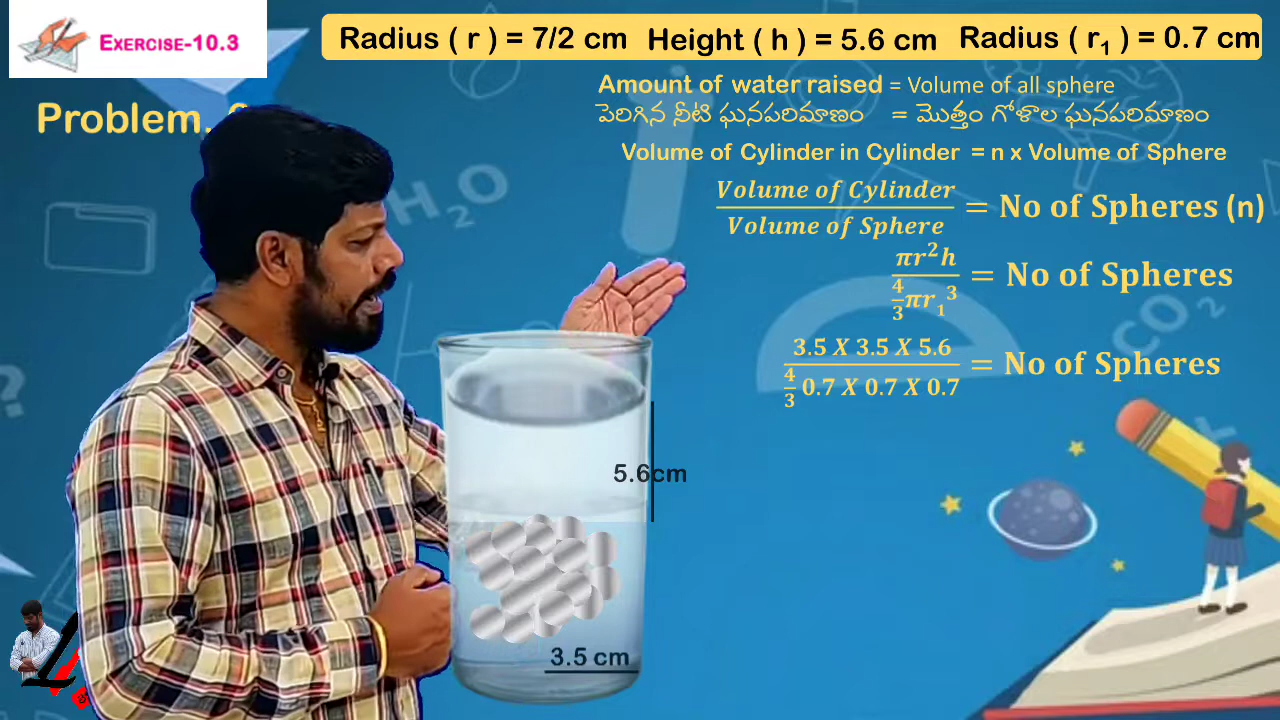 EXERCISE-10.3
Radius ( r ) = 7/2 cm Height ( h ) = 5.6 cm Radius ( r₁ ) = 0.7 cm
Problem.
Amount of water raised = Volume of all sphere
పెరిగిన నీటి ఘనపరిమాణం = మొత్తం గోళాల ఘనపరిమాణం
Volume of Cylinder in Cylinder = n x Volume of Sphere
Volume of Cylinder
Volume of Sphere
= No of Spheres (n)
πr²h
4/3 πr₁³
= No of Spheres
3.5 X 3.5 X 5.6
4/3 0.7 X 0.7 X 0.7
= No of Spheres
H₂O
CO₂
?
5.6cm
3.5 cm